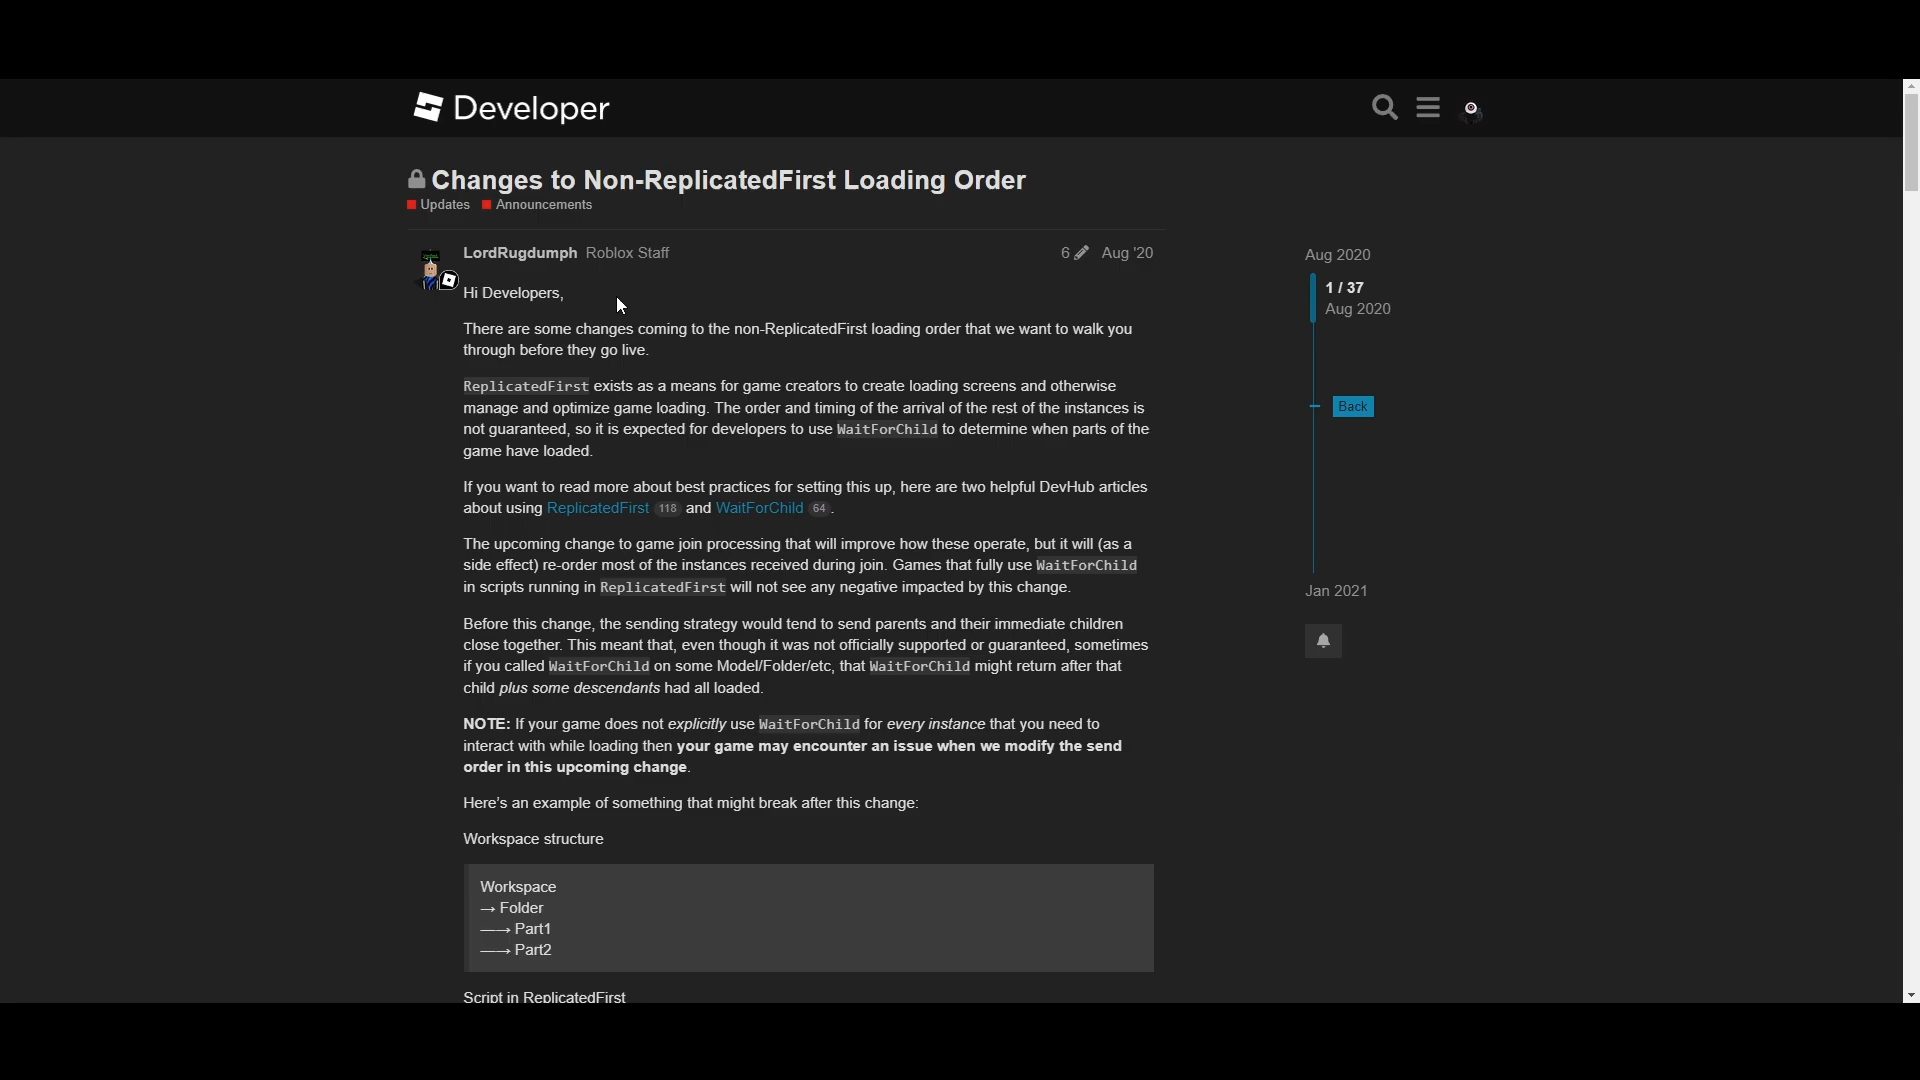 Developer
Changes to Non-ReplicatedFirst Loading Order
Updates Announcements
LordRugdumph Roblox Staff 6 Aug '20
Hi Developers,
There are some changes coming to the non-ReplicatedFirst loading order that we want to walk you
through before they go live.
ReplicatedFirst exists as a means for game creators to create loading screens and otherwise
manage and optimize game loading. The order and timing of the arrival of the rest of the instances is
not guaranteed, so it is expected for developers to use WaitForChild to determine when parts of the
game have loaded.
If you want to read more about best practices for setting this up, here are two helpful DevHub articles
about using ReplicatedFirst 118 and WaitForChild 64 .
The upcoming change to game join processing that will improve how these operate, but it will (as a
side effect) re-order most of the instances received during join. Games that fully use WaitForChild
in scripts running in ReplicatedFirst will not see any negative impacted by this change.
Before this change, the sending strategy would tend to send parents and their immediate children
close together. This meant that, even though it was not officially supported or guaranteed, sometimes
if you called WaitForChild on some Model/Folder/etc, that WaitForChild might return after that
child plus some descendants had all loaded.
NOTE: If your game does not explicitly use WaitForChild for every instance that you need to
interact with while loading then your game may encounter an issue when we modify the send
order in this upcoming change.
Here's an example of something that might break after this change:
Workspace structure
Workspace
→ Folder
—→ Part1
—→ Part2
Script in ReplicatedFirst
Aug 2020
1 / 37
Aug 2020
Back
Jan 2021